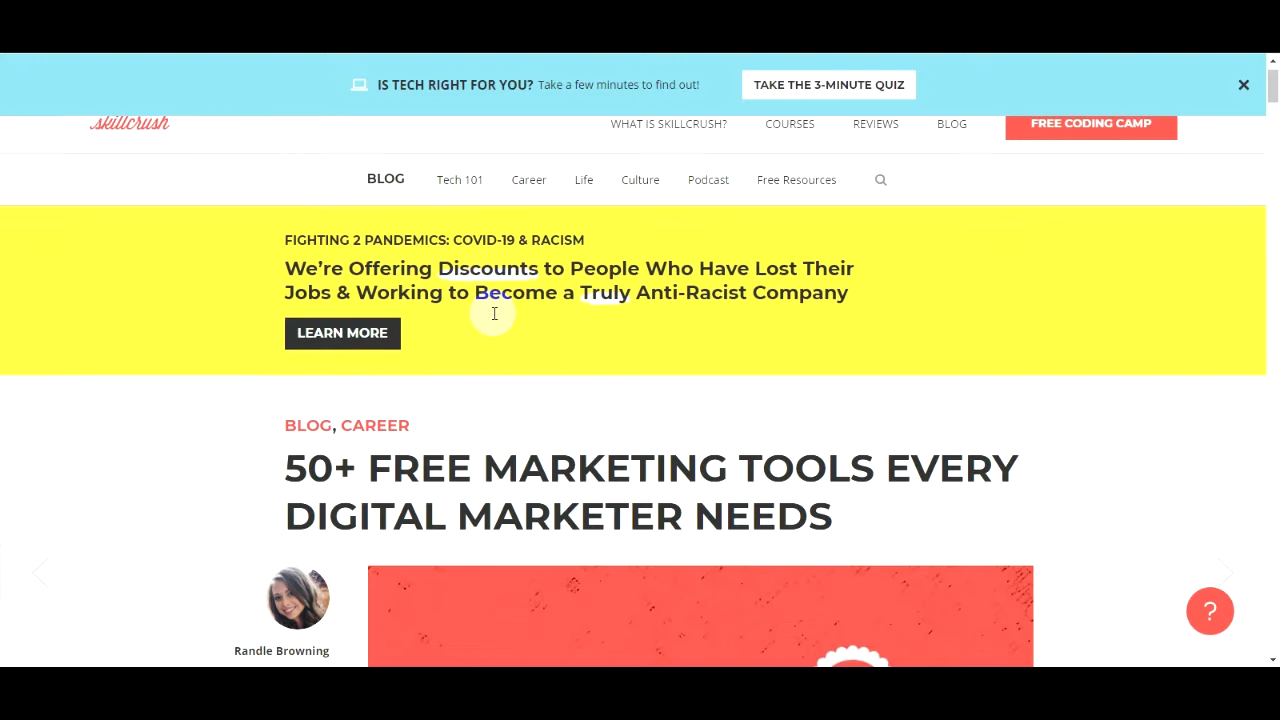 IS TECH RIGHT FOR YOU? Take a few minutes to find out! TAKE THE 3-MINUTE QUIZ
skillcrush WHAT IS SKILLCRUSH? COURSES REVIEWS BLOG FREE CODING CAMP
BLOG Tech 101 Career Life Culture Podcast Free Resources
FIGHTING 2 PANDEMICS: COVID-19 & RACISM
We’re Offering Discounts to People Who Have Lost Their
Jobs & Working to Become a Truly Anti-Racist Company
LEARN MORE
BLOG, CAREER
50+ FREE MARKETING TOOLS EVERY
DIGITAL MARKETER NEEDS
Randle Browning
?